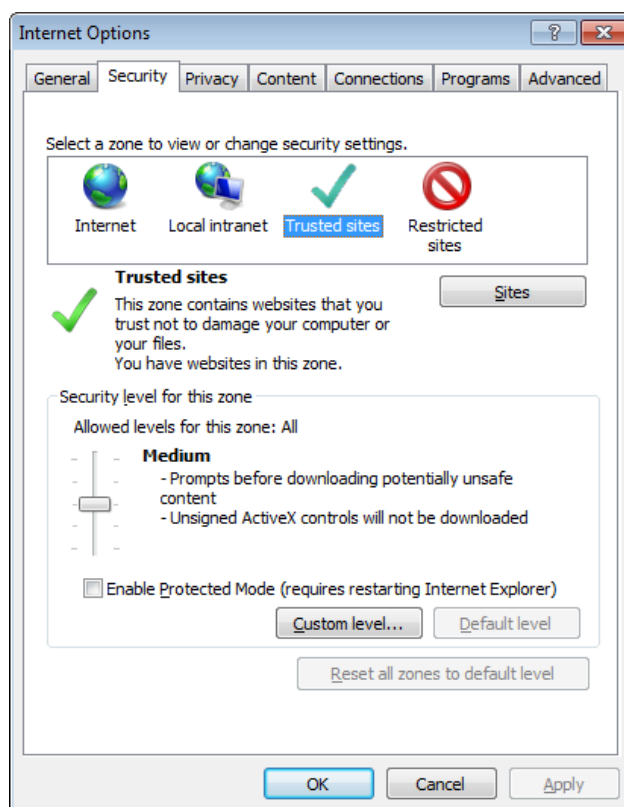 Internet Options
General Security Privacy Content Connections Programs Advanced
Select a zone to view or change security settings.
Internet Local intranet Trusted sites Restricted
sites
Trusted sites
Sites
This zone contains websites that you
trust not to damage your computer or
your files.
You have websites in this zone.
Security level for this zone
Allowed levels for this zone: All
Medium
- Prompts before downloading potentially unsafe
content
- Unsigned ActiveX controls will not be downloaded
Enable Protected Mode (requires restarting Internet Explorer)
Custom level... Default level
Reset all zones to default level
OK Cancel Apply